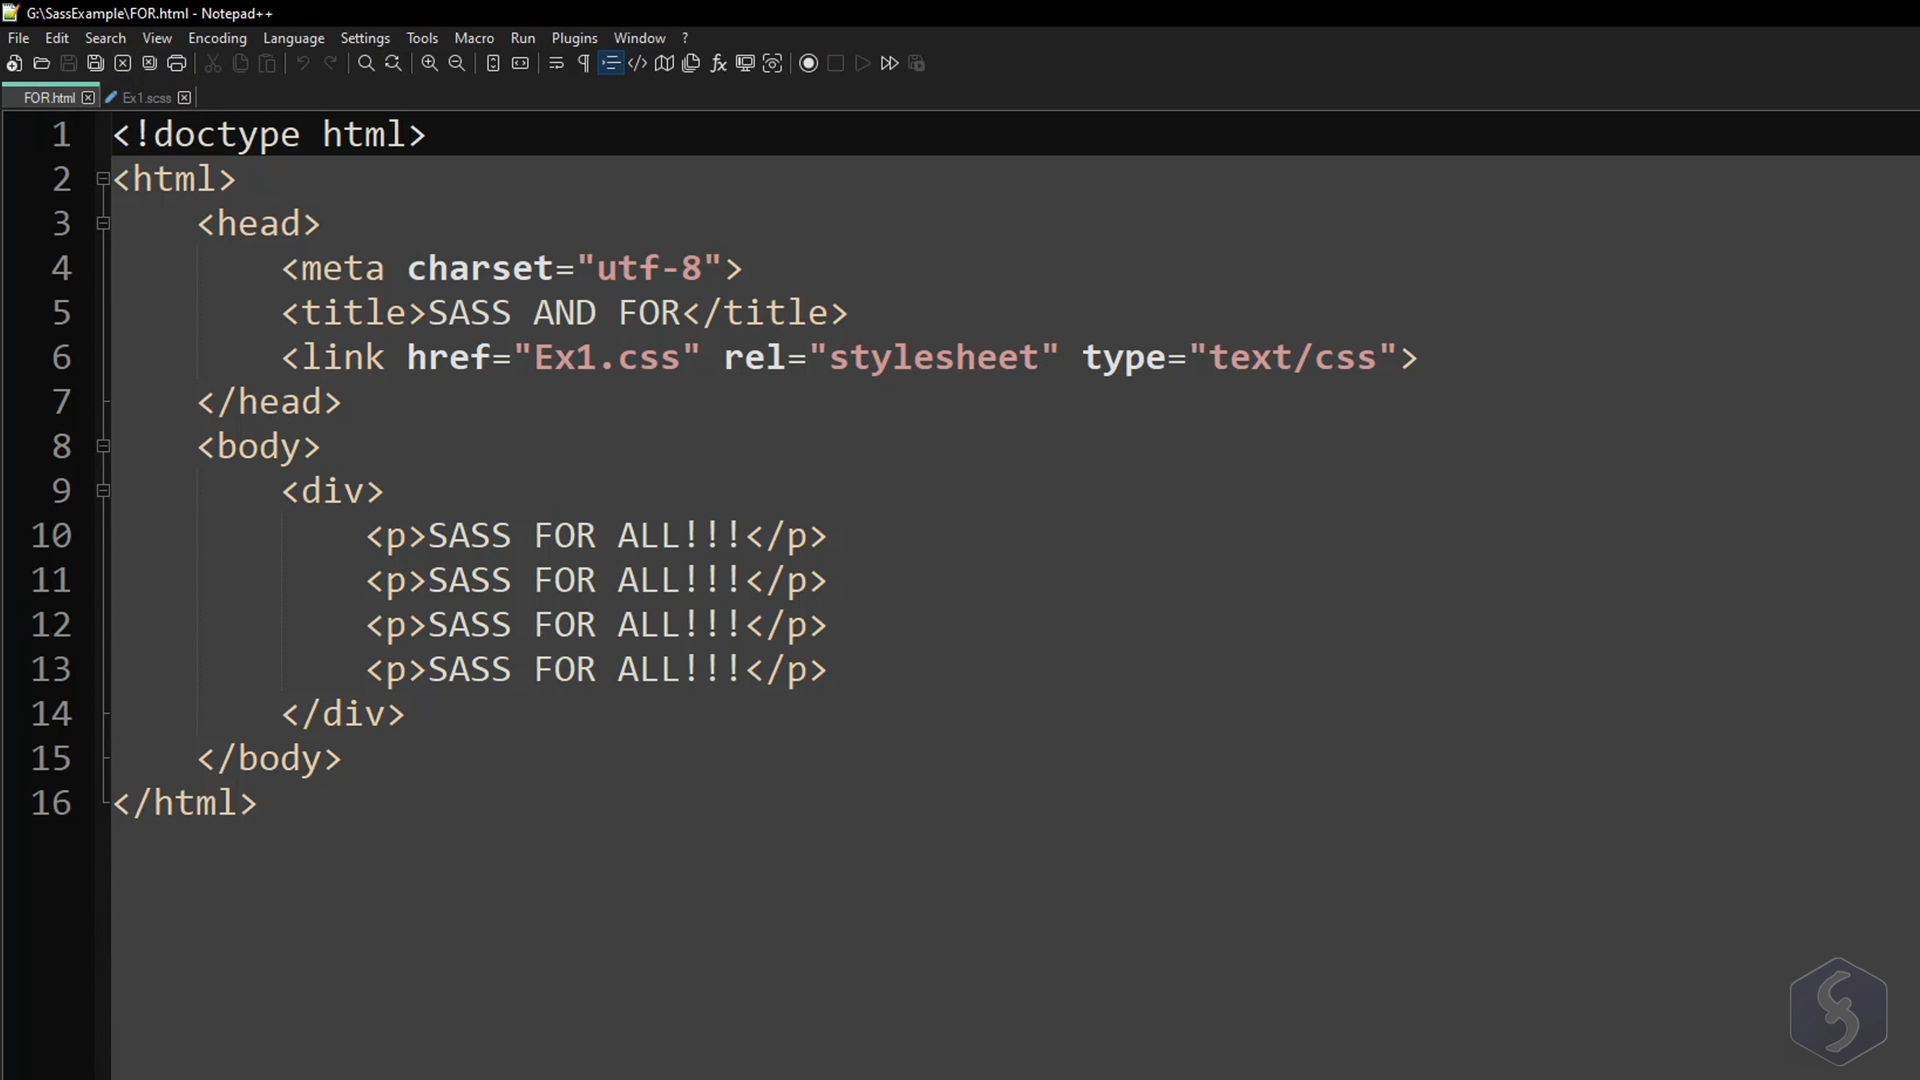 G:\SassExample\FOR.html - Notepad++
File Edit Search View Encoding Language Settings Tools Macro Run Plugins Window ?
FOR.html Ex1.scss
1 <!doctype html>
2 <html>
3 <head>
4 <meta charset="utf-8">
5 <title>SASS AND FOR</title>
6 <link href="Ex1.css" rel="stylesheet" type="text/css">
7 </head>
8 <body>
9 <div>
10 <p>SASS FOR ALL!!!</p>
11 <p>SASS FOR ALL!!!</p>
12 <p>SASS FOR ALL!!!</p>
13 <p>SASS FOR ALL!!!</p>
14 </div>
15 </body>
16 </html>